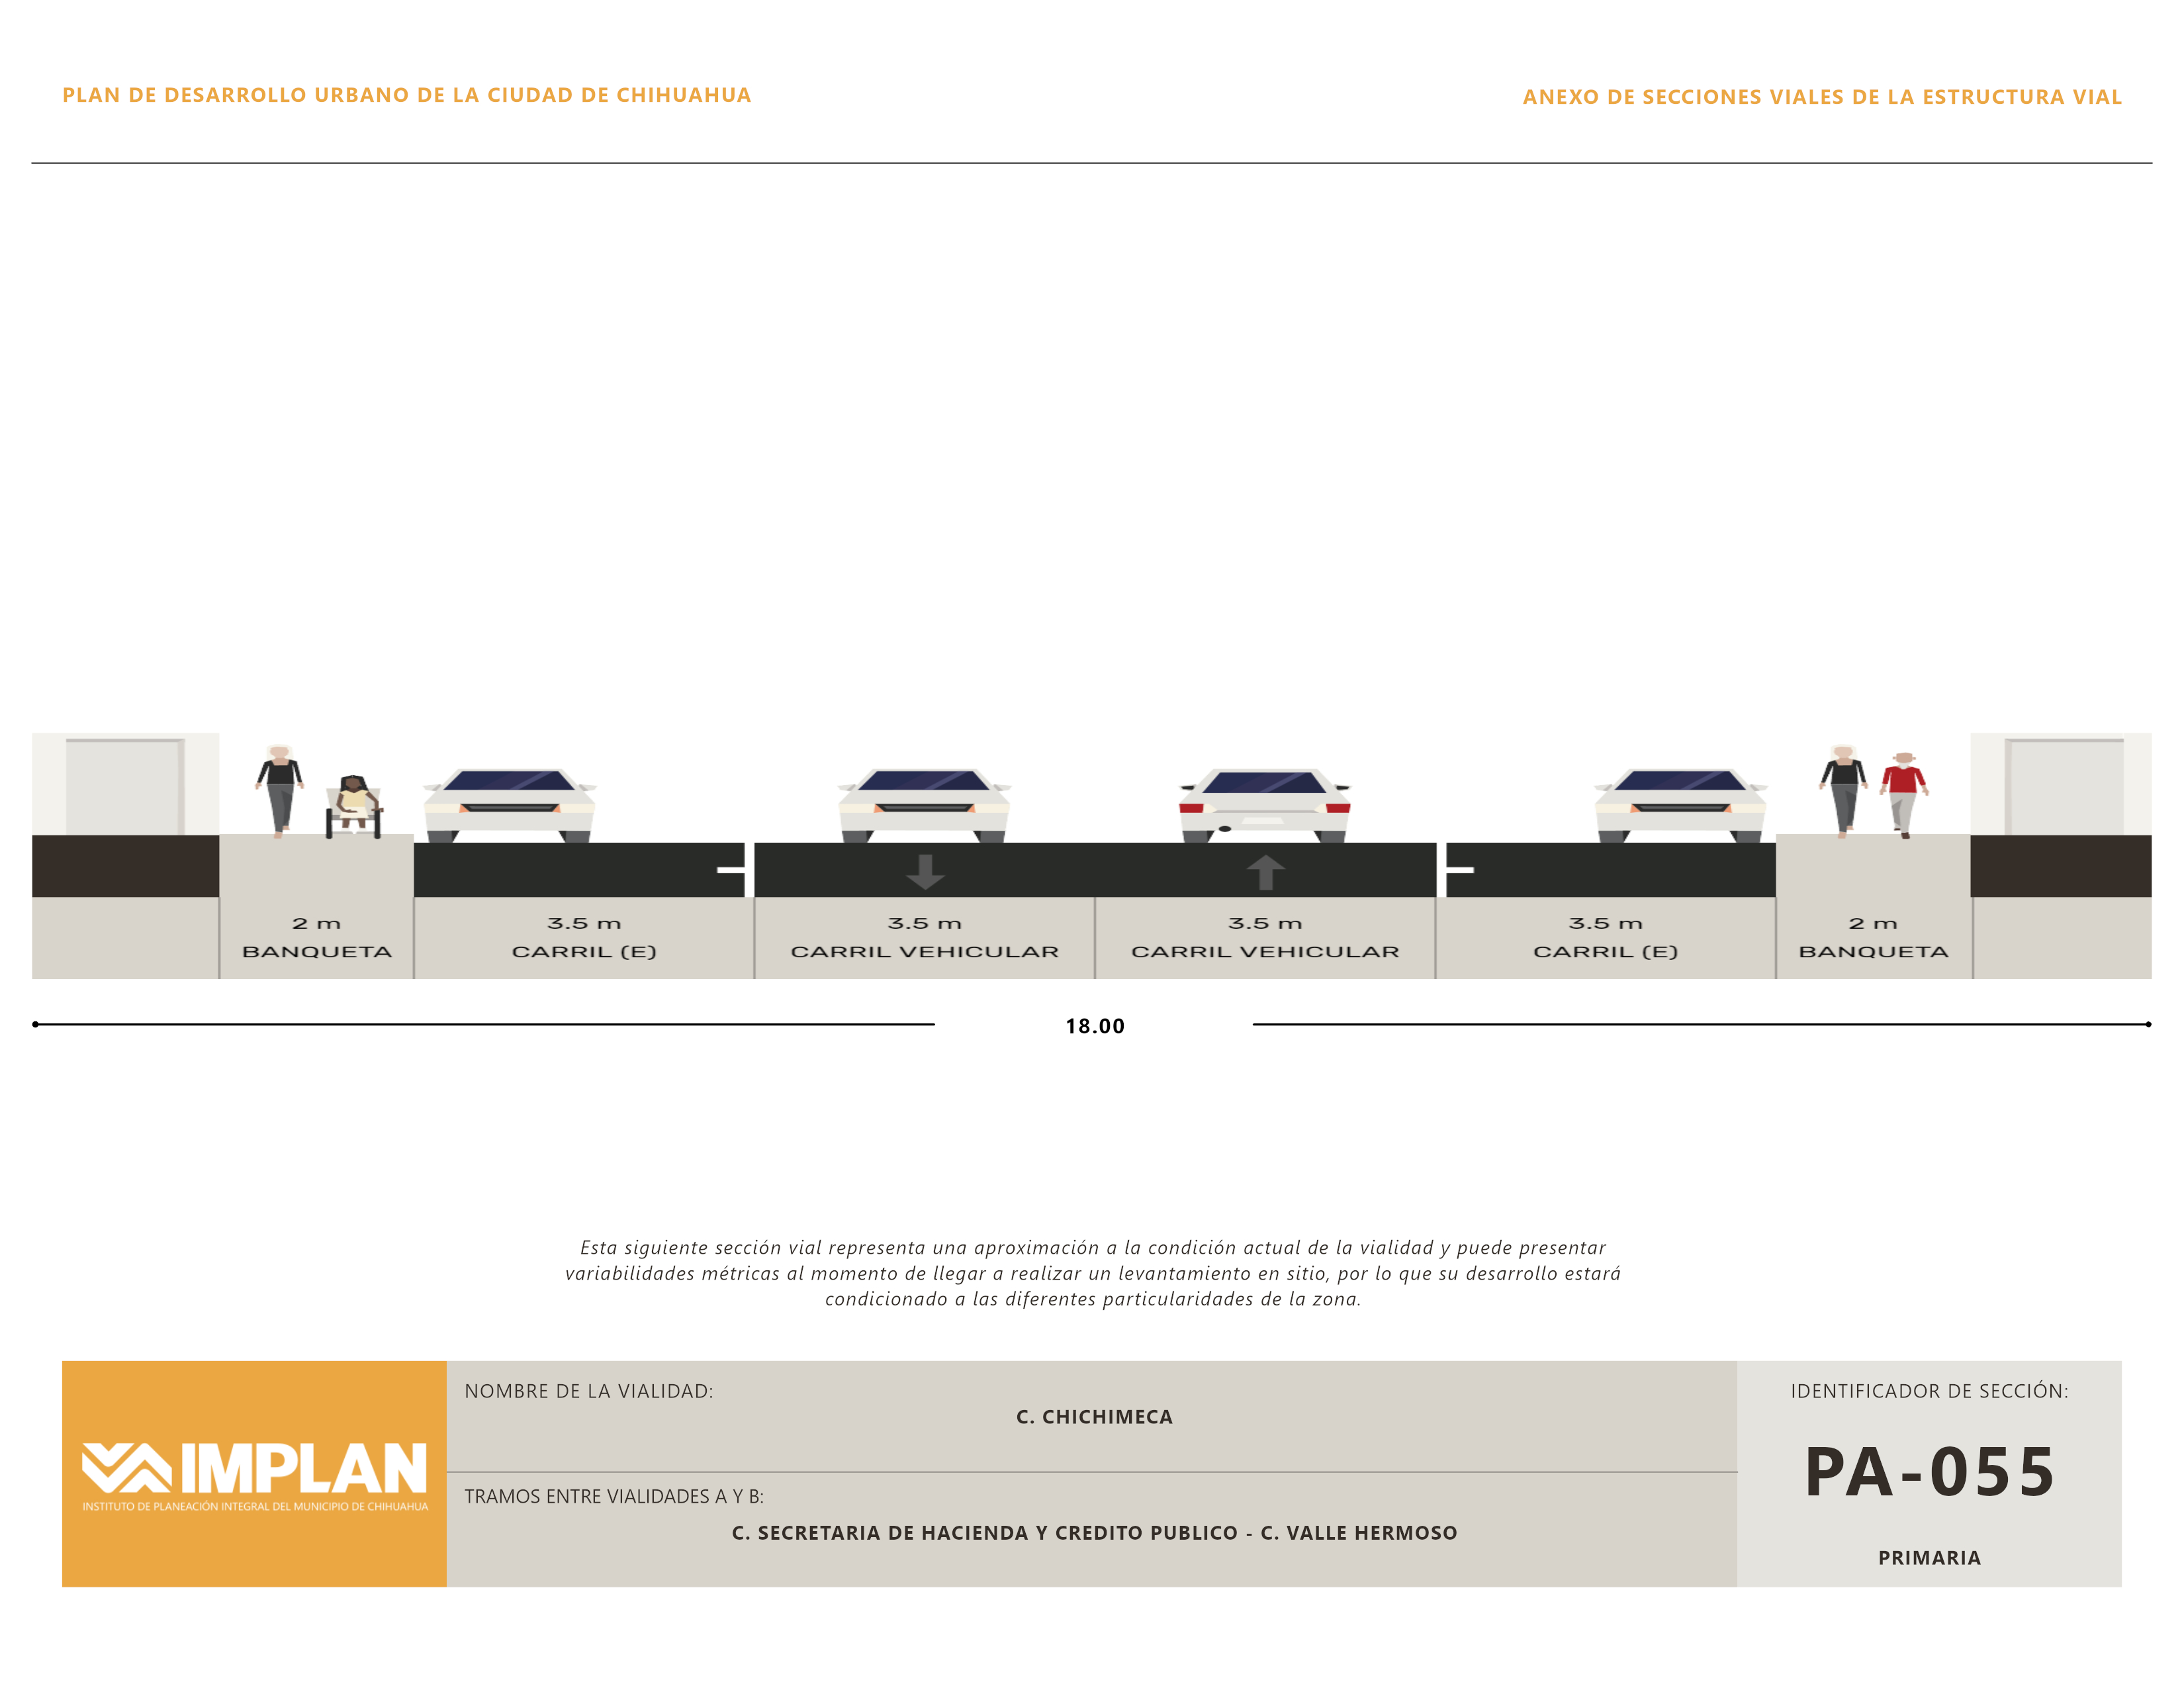 PLAN DE DESARROLLO URBANO DE LA CIUDAD DE CHIHUAHUA
ANEXO DE SECCIONES VIALES DE LA ESTRUCTURA VIAL
2 m
BANQUETA
3.5 m
CARRIL (E)
3.5 m
CARRIL VEHICULAR
3.5 m
CARRIL VEHICULAR
3.5 m
CARRIL (E)
2 m
BANQUETA
18.00
Esta siguiente sección vial representa una aproximación a la condición actual de la vialidad y puede presentar
variabilidades métricas al momento de llegar a realizar un levantamiento en sitio, por lo que su desarrollo estará
condicionado a las diferentes particularidades de la zona.
IMPLAN
INSTITUTO DE PLANEACIÓN INTEGRAL DEL MUNICIPIO DE CHIHUAHUA
NOMBRE DE LA VIALIDAD:
C. CHICHIMECA
TRAMOS ENTRE VIALIDADES A Y B:
C. SECRETARIA DE HACIENDA Y CREDITO PUBLICO - C. VALLE HERMOSO
IDENTIFICADOR DE SECCIÓN:
PA-055
PRIMARIA